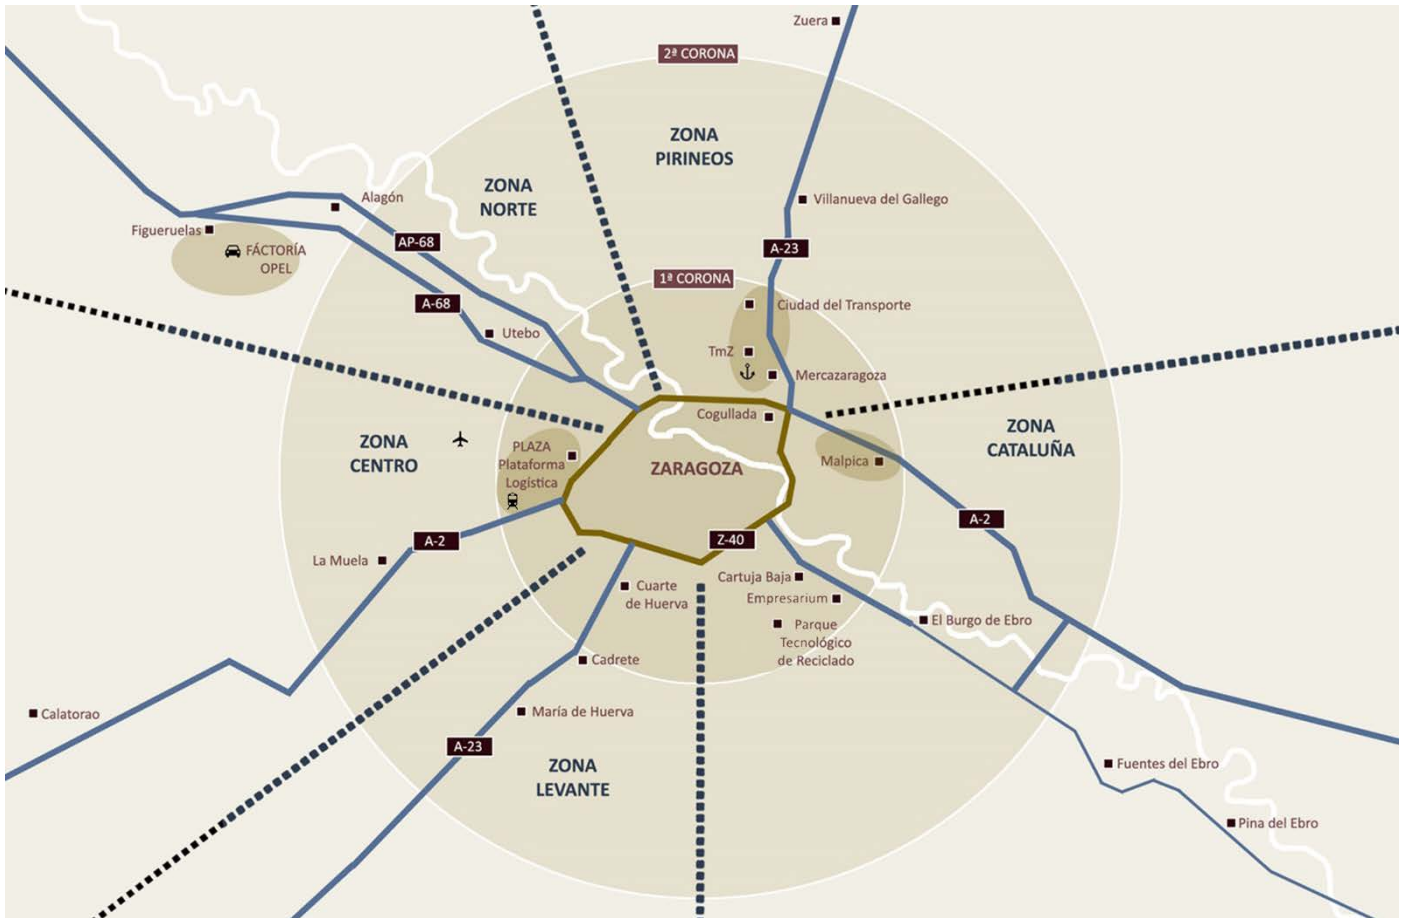 Zuera
2ª CORONA
ZONA
PIRINEOS
ZONA
NORTE
Alagón
Villanueva del Gallego
Figueruelas
FÁCTORÍA
OPEL
AP-68
A-23
1ª CORONA
A-68
Ciudad del Transporte
Utebo
TmZ
Mercazaragoza
Cogullada
ZONA
CENTRO
ZONA
CATALUÑA
PLAZA
Plataforma
Logística
ZARAGOZA
Malpica
A-2
A-2
Z-40
La Muela
Cartuja Baja
Cuarte
de Huerva
Empresarium
El Burgo de Ebro
Parque
Tecnológico
de Reciclado
Cadrete
Calatorao
María de Huerva
A-23
ZONA
LEVANTE
Fuentes del Ebro
Pina del Ebro